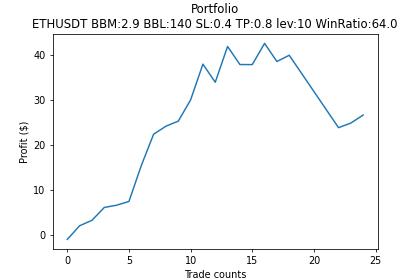 Portfolio
ETHUSDT BBM:2.9 BBL:140 SL:0.4 TP:0.8 lev:10 WinRatio:64.0
40
30
20
10
0
Profit ($)
0 5 10 15 20 25
Trade counts